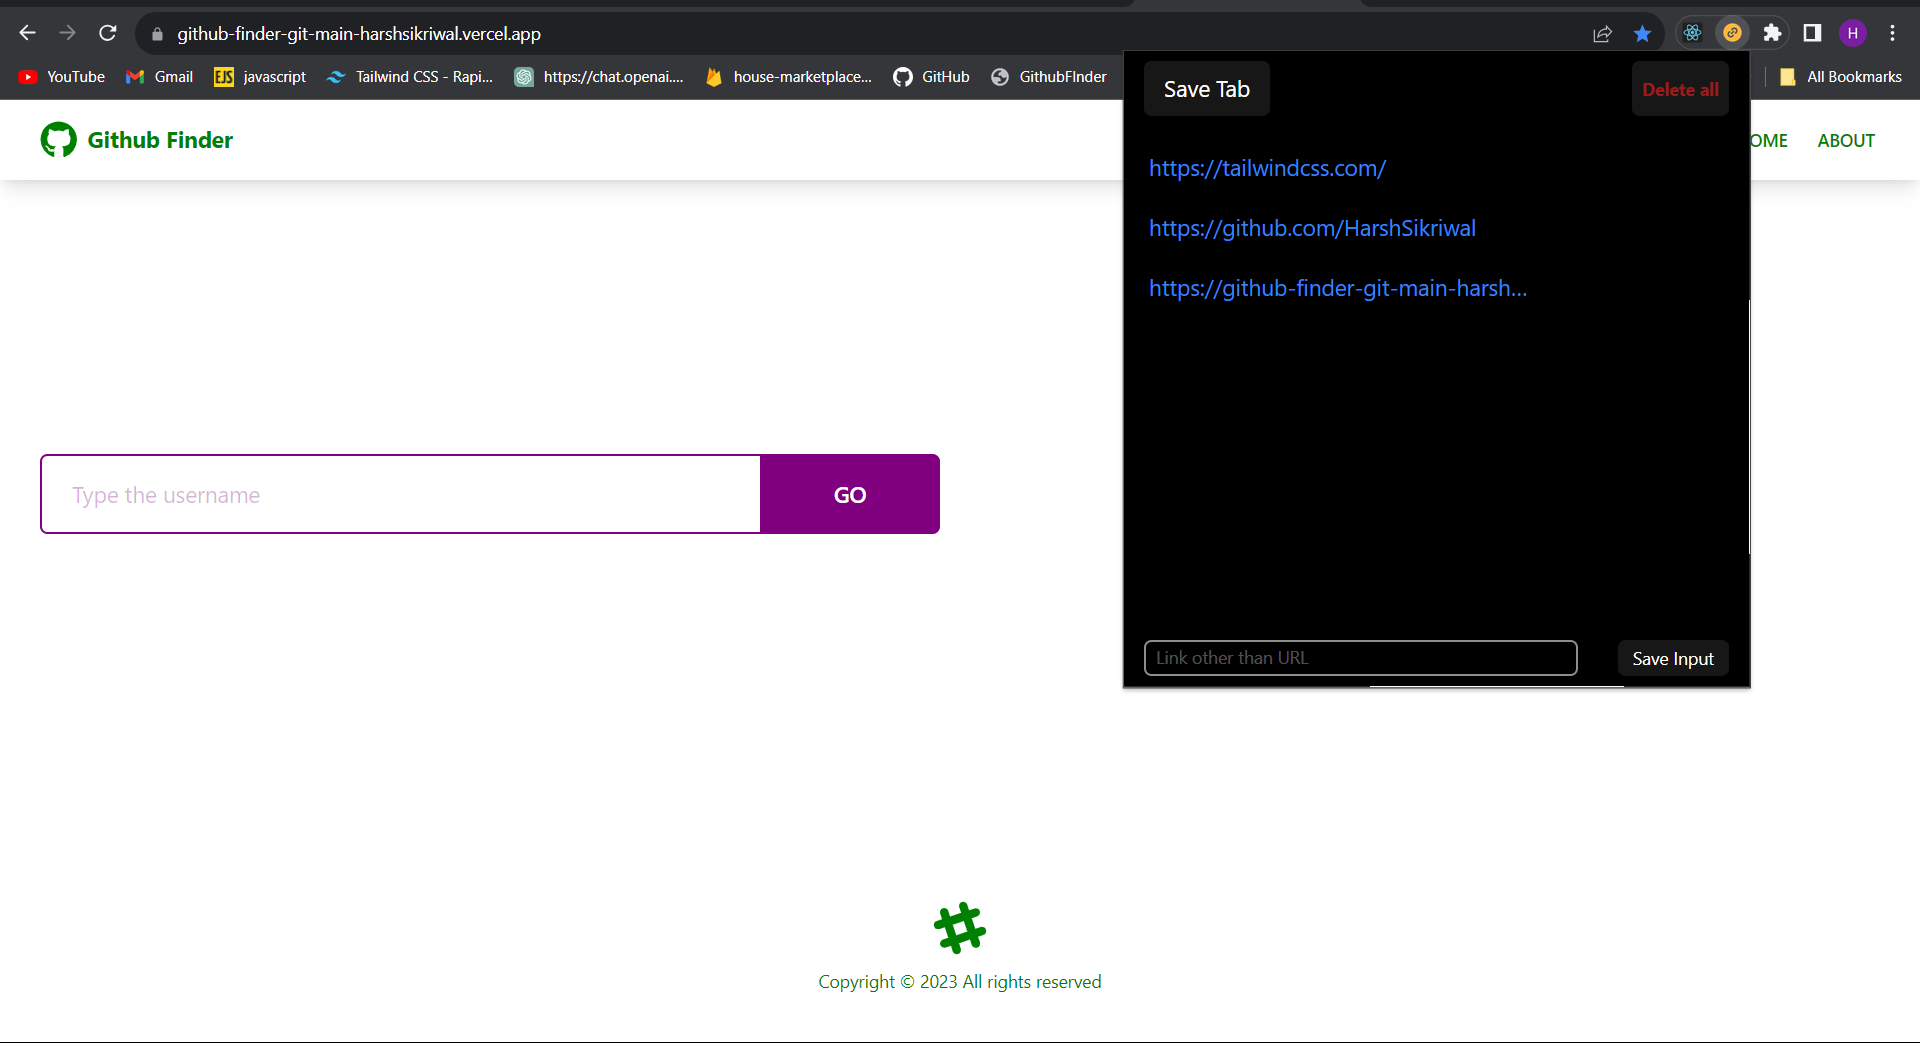 github-finder-git-main-harshsikriwal.vercel.app
H
YouTube
Gmail
EJS
javascript
Tailwind CSS - Rapi...
https://chat.openai....
house-marketplace...
GitHub
GithubFInder
All Bookmarks
Save Tab
Delete all
Github Finder
OME
ABOUT
https://tailwindcss.com/
https://github.com/HarshSikriwal
https://github-finder-git-main-harsh...
Type the username
GO
Link other than URL
Save Input
Copyright © 2023 All rights reserved